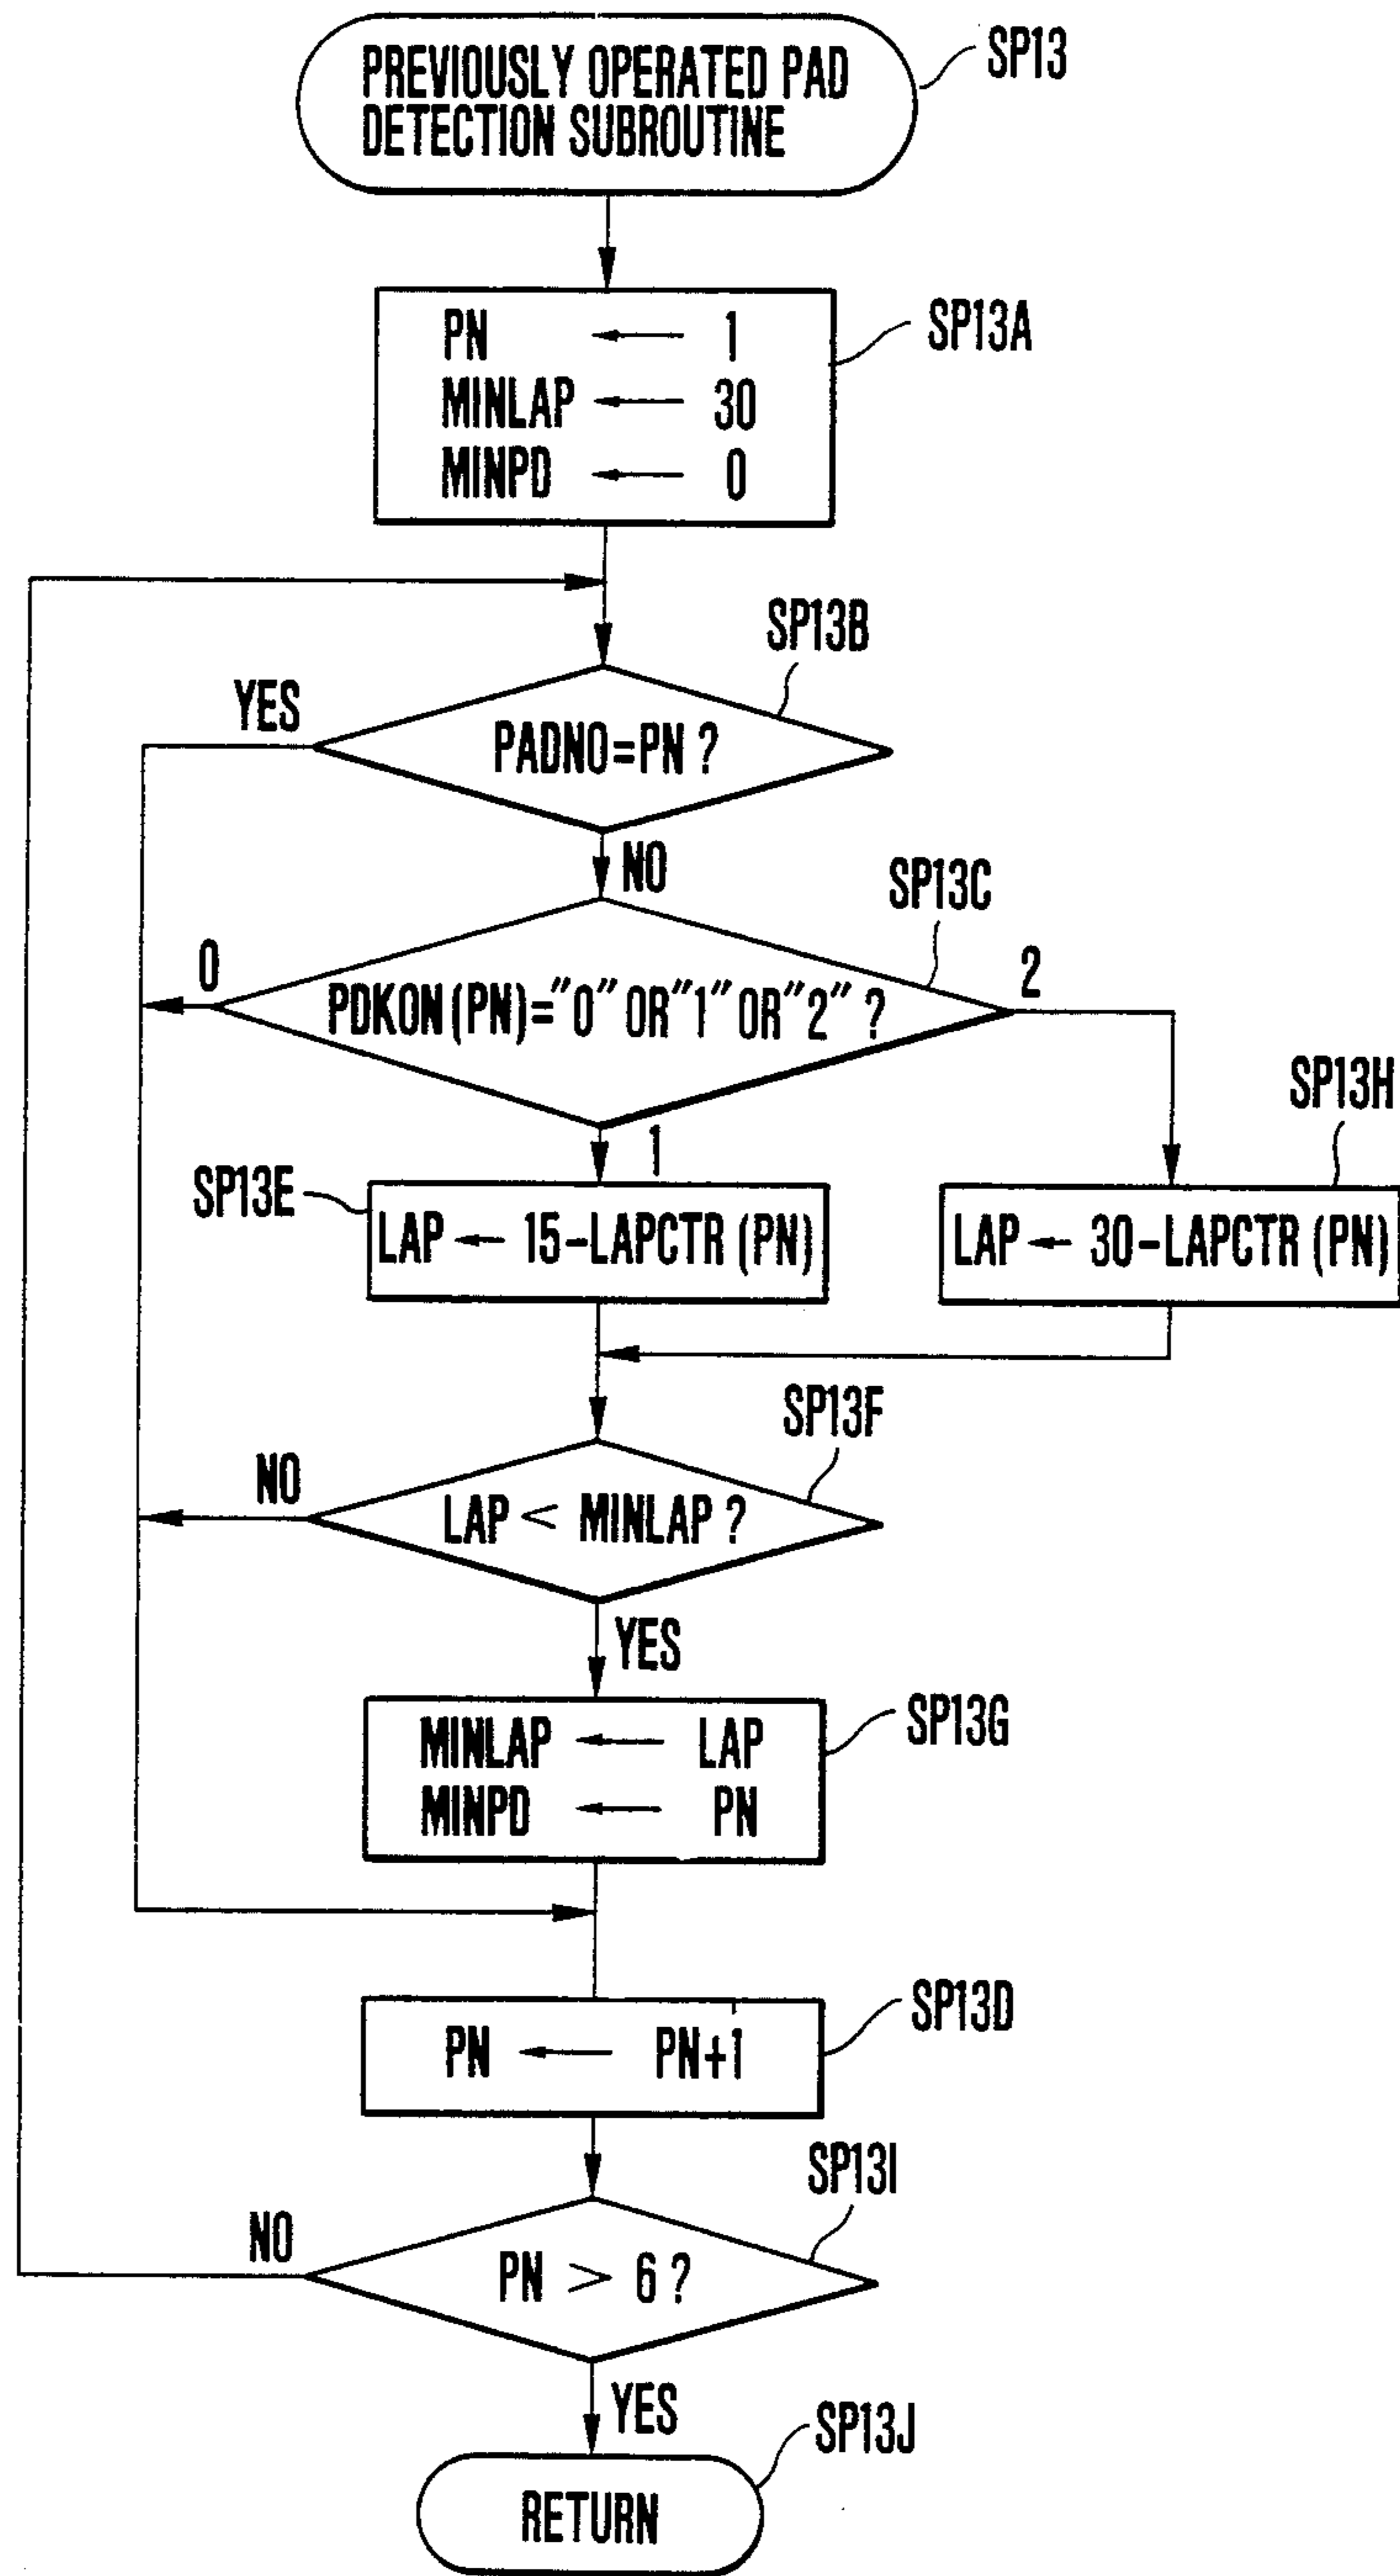 PREVIOUSLY OPERATED PAD
DETECTION SUBROUTINE
SP13
PN ← 1
MINLAP ← 30
MINPD ← 0
SP13A
SP13B
YES
PADNO=PN ?
NO
SP13C
0
PDKON (PN)="0" OR "1" OR "2" ?
2
SP13H
1
SP13E
LAP ← 15-LAPCTR (PN)
LAP ← 30-LAPCTR (PN)
SP13F
NO
LAP < MINLAP ?
YES
SP13G
MINLAP ← LAP
MINPD ← PN
SP13D
PN ← PN+1
SP13I
NO
PN > 6 ?
YES
SP13J
RETURN